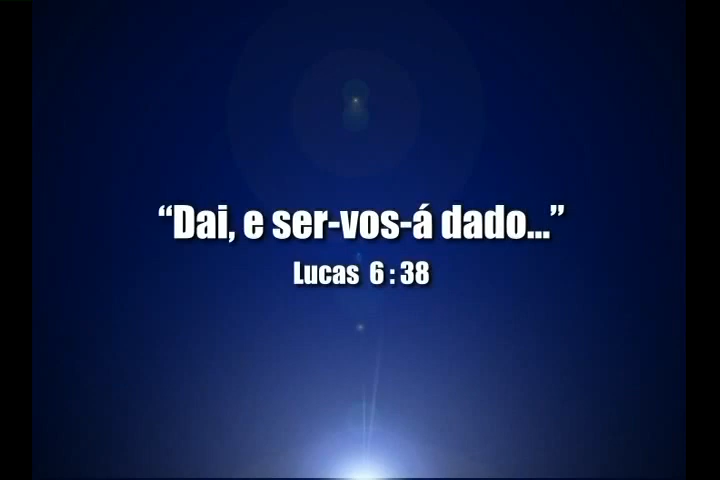 “Dai, e ser-vos-á dado...”
Lucas 6 : 38